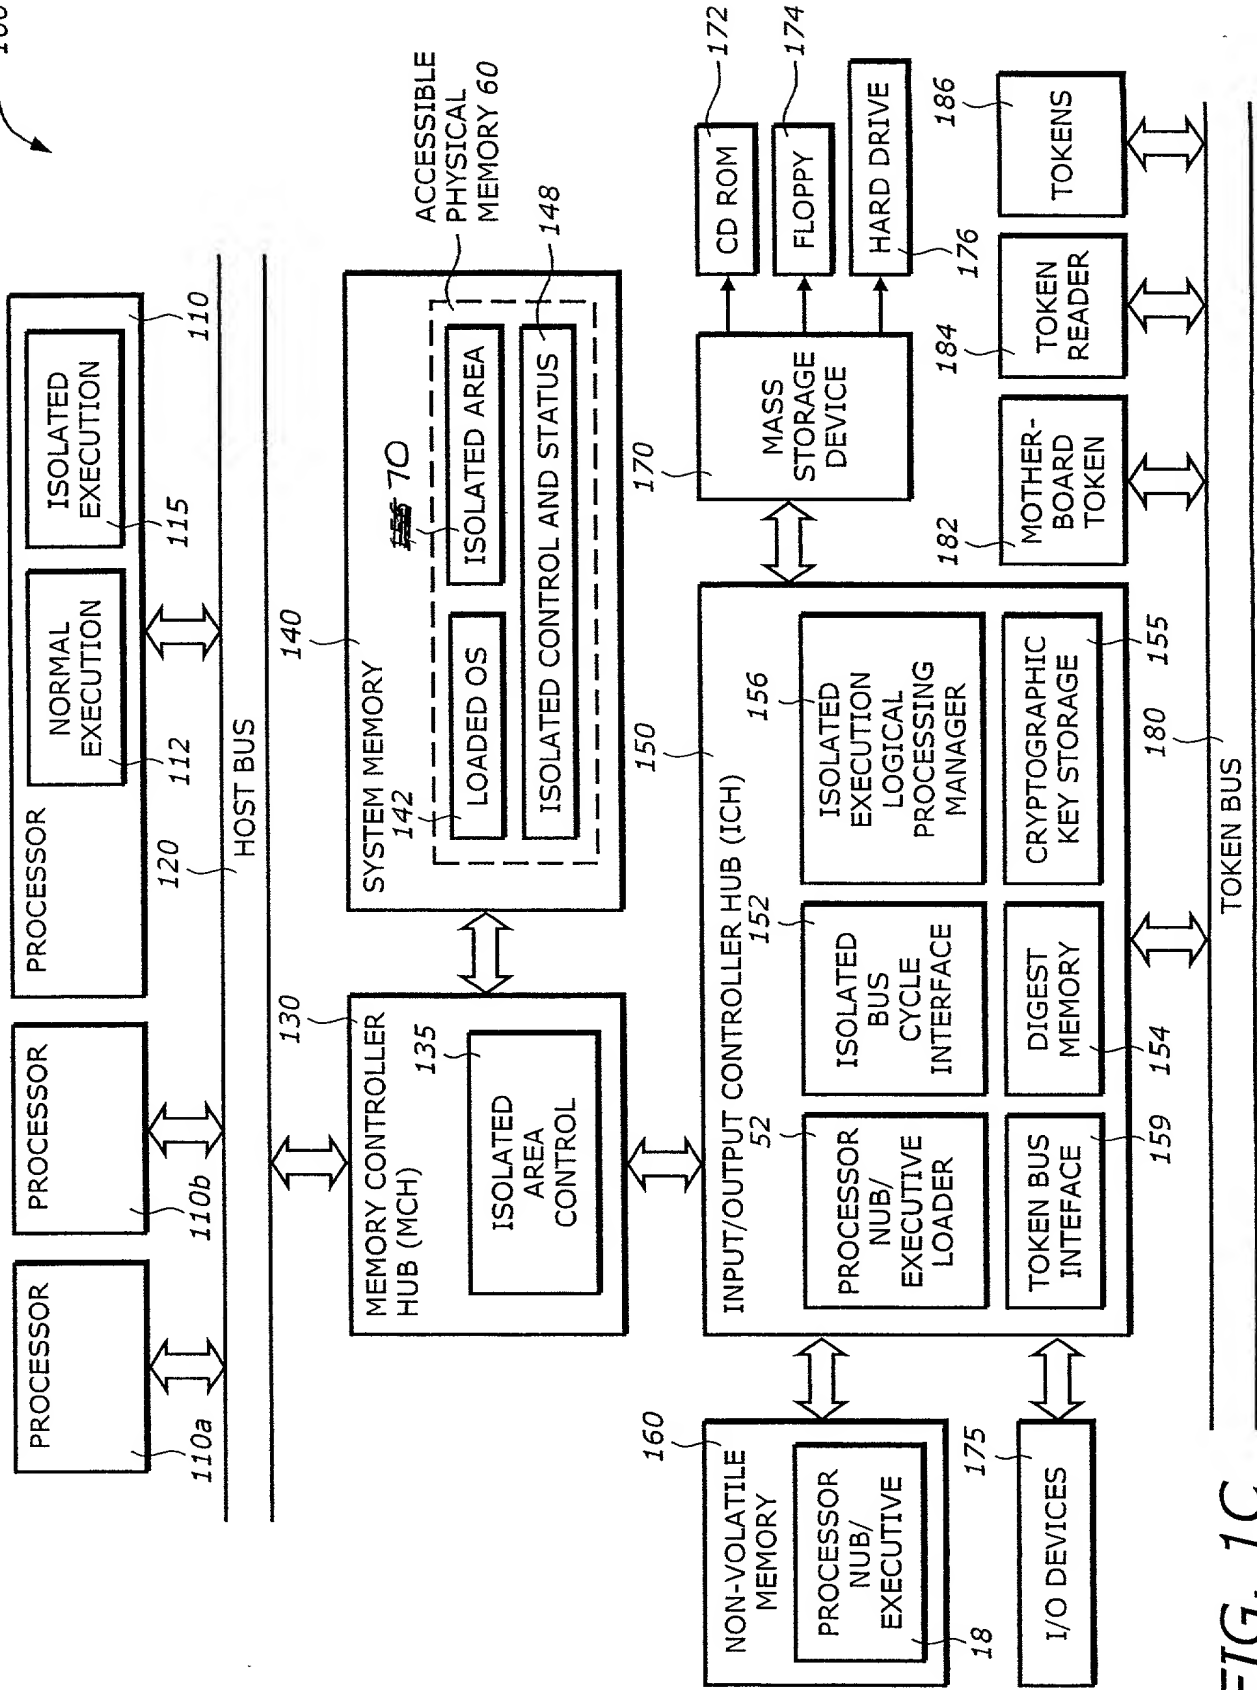 PROCESSOR
110a
PROCESSOR
110b
PROCESSOR
NORMAL
EXECUTION
112
ISOLATED
EXECUTION
115
110
120
HOST BUS
130
MEMORY CONTROLLER
HUB (MCH)
135
ISOLATED
AREA
CONTROL
140
SYSTEM MEMORY
142
LOADED OS
70
ISOLATED AREA
ISOLATED CONTROL AND STATUS
148
ACCESSIBLE
PHYSICAL
MEMORY 60
160
NON-VOLATILE
MEMORY
PROCESSOR
NUB/
EXECUTIVE
18
175
I/O DEVICES
150
INPUT/OUTPUT CONTROLLER HUB (ICH)
52
PROCESSOR
NUB/
EXECUTIVE
LOADER
152
ISOLATED
BUS
CYCLE
INTERFACE
156
ISOLATED
EXECUTION
LOGICAL
PROCESSING
MANAGER
TOKEN BUS
INTEFACE
159
DIGEST
MEMORY
154
CRYPTOGRAPHIC
KEY STORAGE
155
170
MASS
STORAGE
DEVICE
CD ROM
172
FLOPPY
174
HARD DRIVE
176
182
MOTHER-
BOARD
TOKEN
184
TOKEN
READER
186
TOKENS
180
TOKEN BUS
FIG. 1C